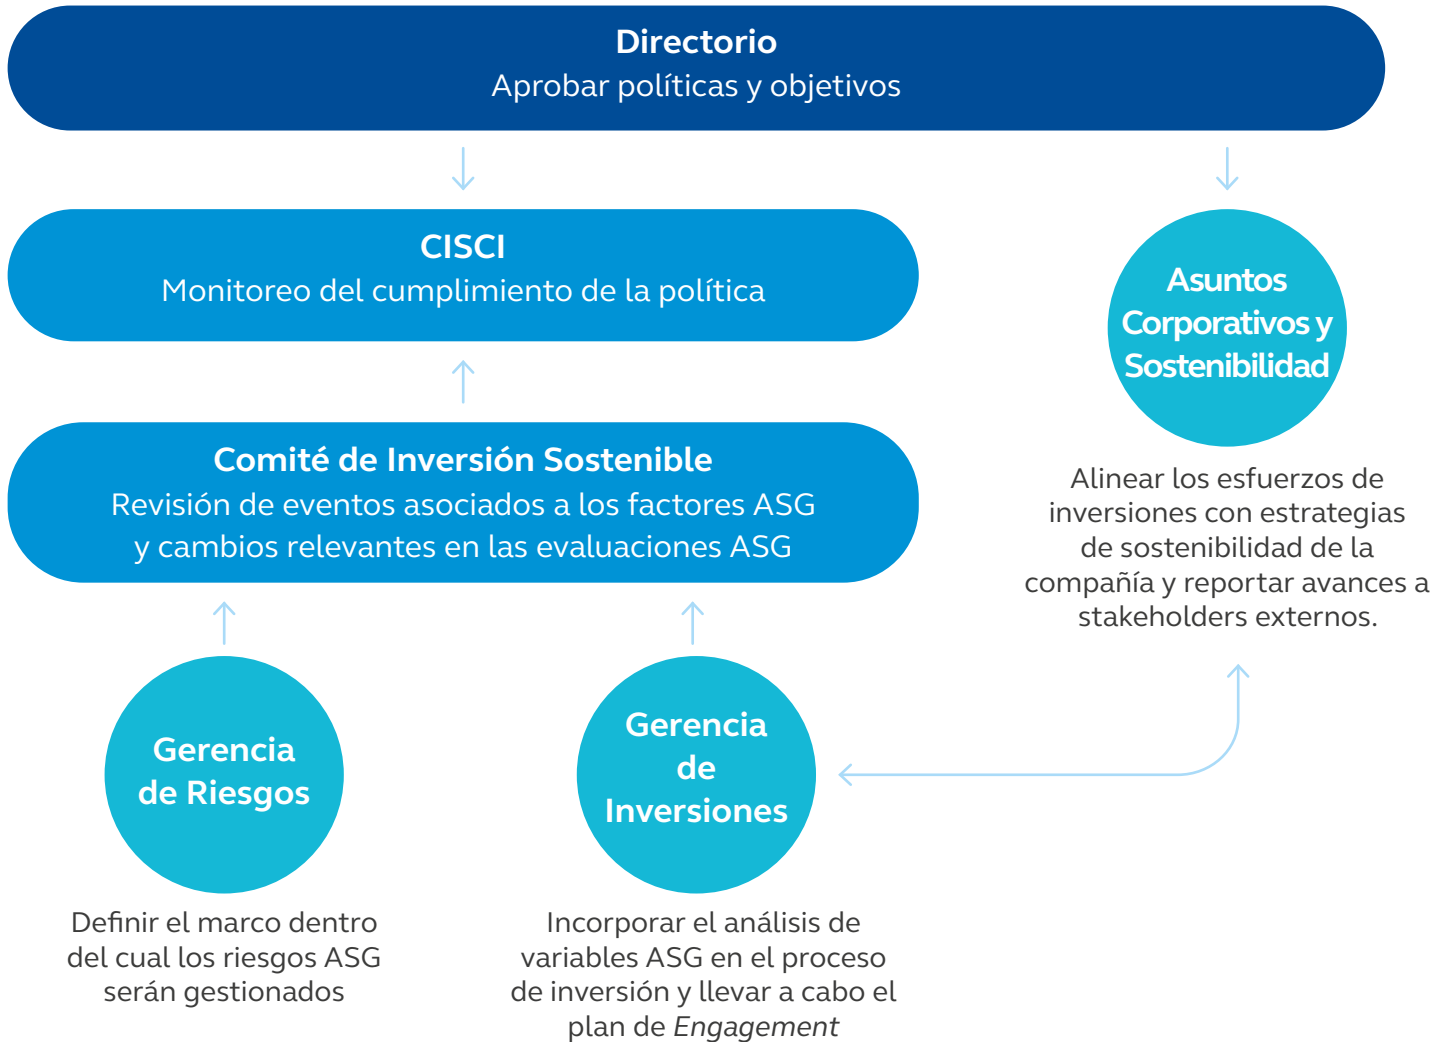 Directorio
Aprobar políticas y objetivos
CISCI
Monitoreo del cumplimiento de la política
Asuntos
Corporativos y
Sostenibilidad
Alinear los esfuerzos de
inversiones con estrategias
de sostenibilidad de la
compañía y reportar avances a
stakeholders externos.
Comité de Inversión Sostenible
Revisión de eventos asociados a los factores ASG
y cambios relevantes en las evaluaciones ASG
Gerencia
de Riesgos
Definir el marco dentro
del cual los riesgos ASG
serán gestionados
Gerencia
de
Inversiones
Incorporar el análisis de
variables ASG en el proceso
de inversión y llevar a cabo el
plan de Engagement